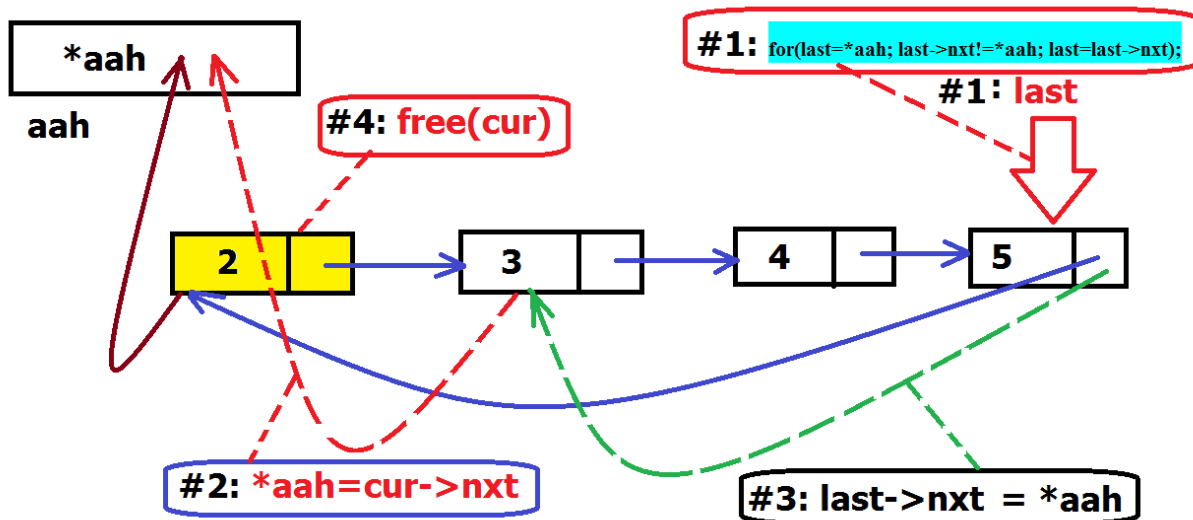 #1: for(last=*aah; last->nxt!=*aah; last=last->nxt);
*aah
#1: last
aah
#4: free(cur)
2
3
4
5
#2: *aah=cur->nxt
#3: last->nxt = *aah